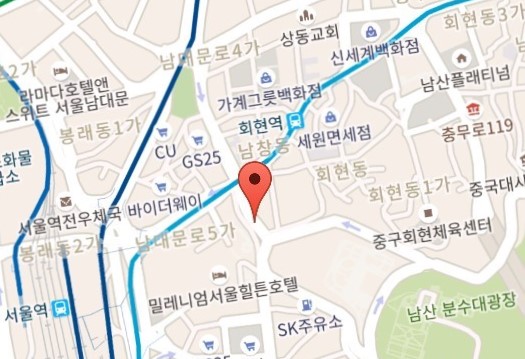 회현동3가
상동교회
남대문로4가
신세계백화점
라마다호텔앤
스위트 서울남대문
가게그릇백화점
남산플래티넘
봉래동1가
회현역
세원면세점
충무로119
CU
GS25
남창동
회현동
회현동1가
서울역전우체국
바이더웨이
봉래동2가
남대문로5가
중구회현체육센터
밀레니엄서울힐튼호텔
서울역
SK주유소
남산 분수대광장